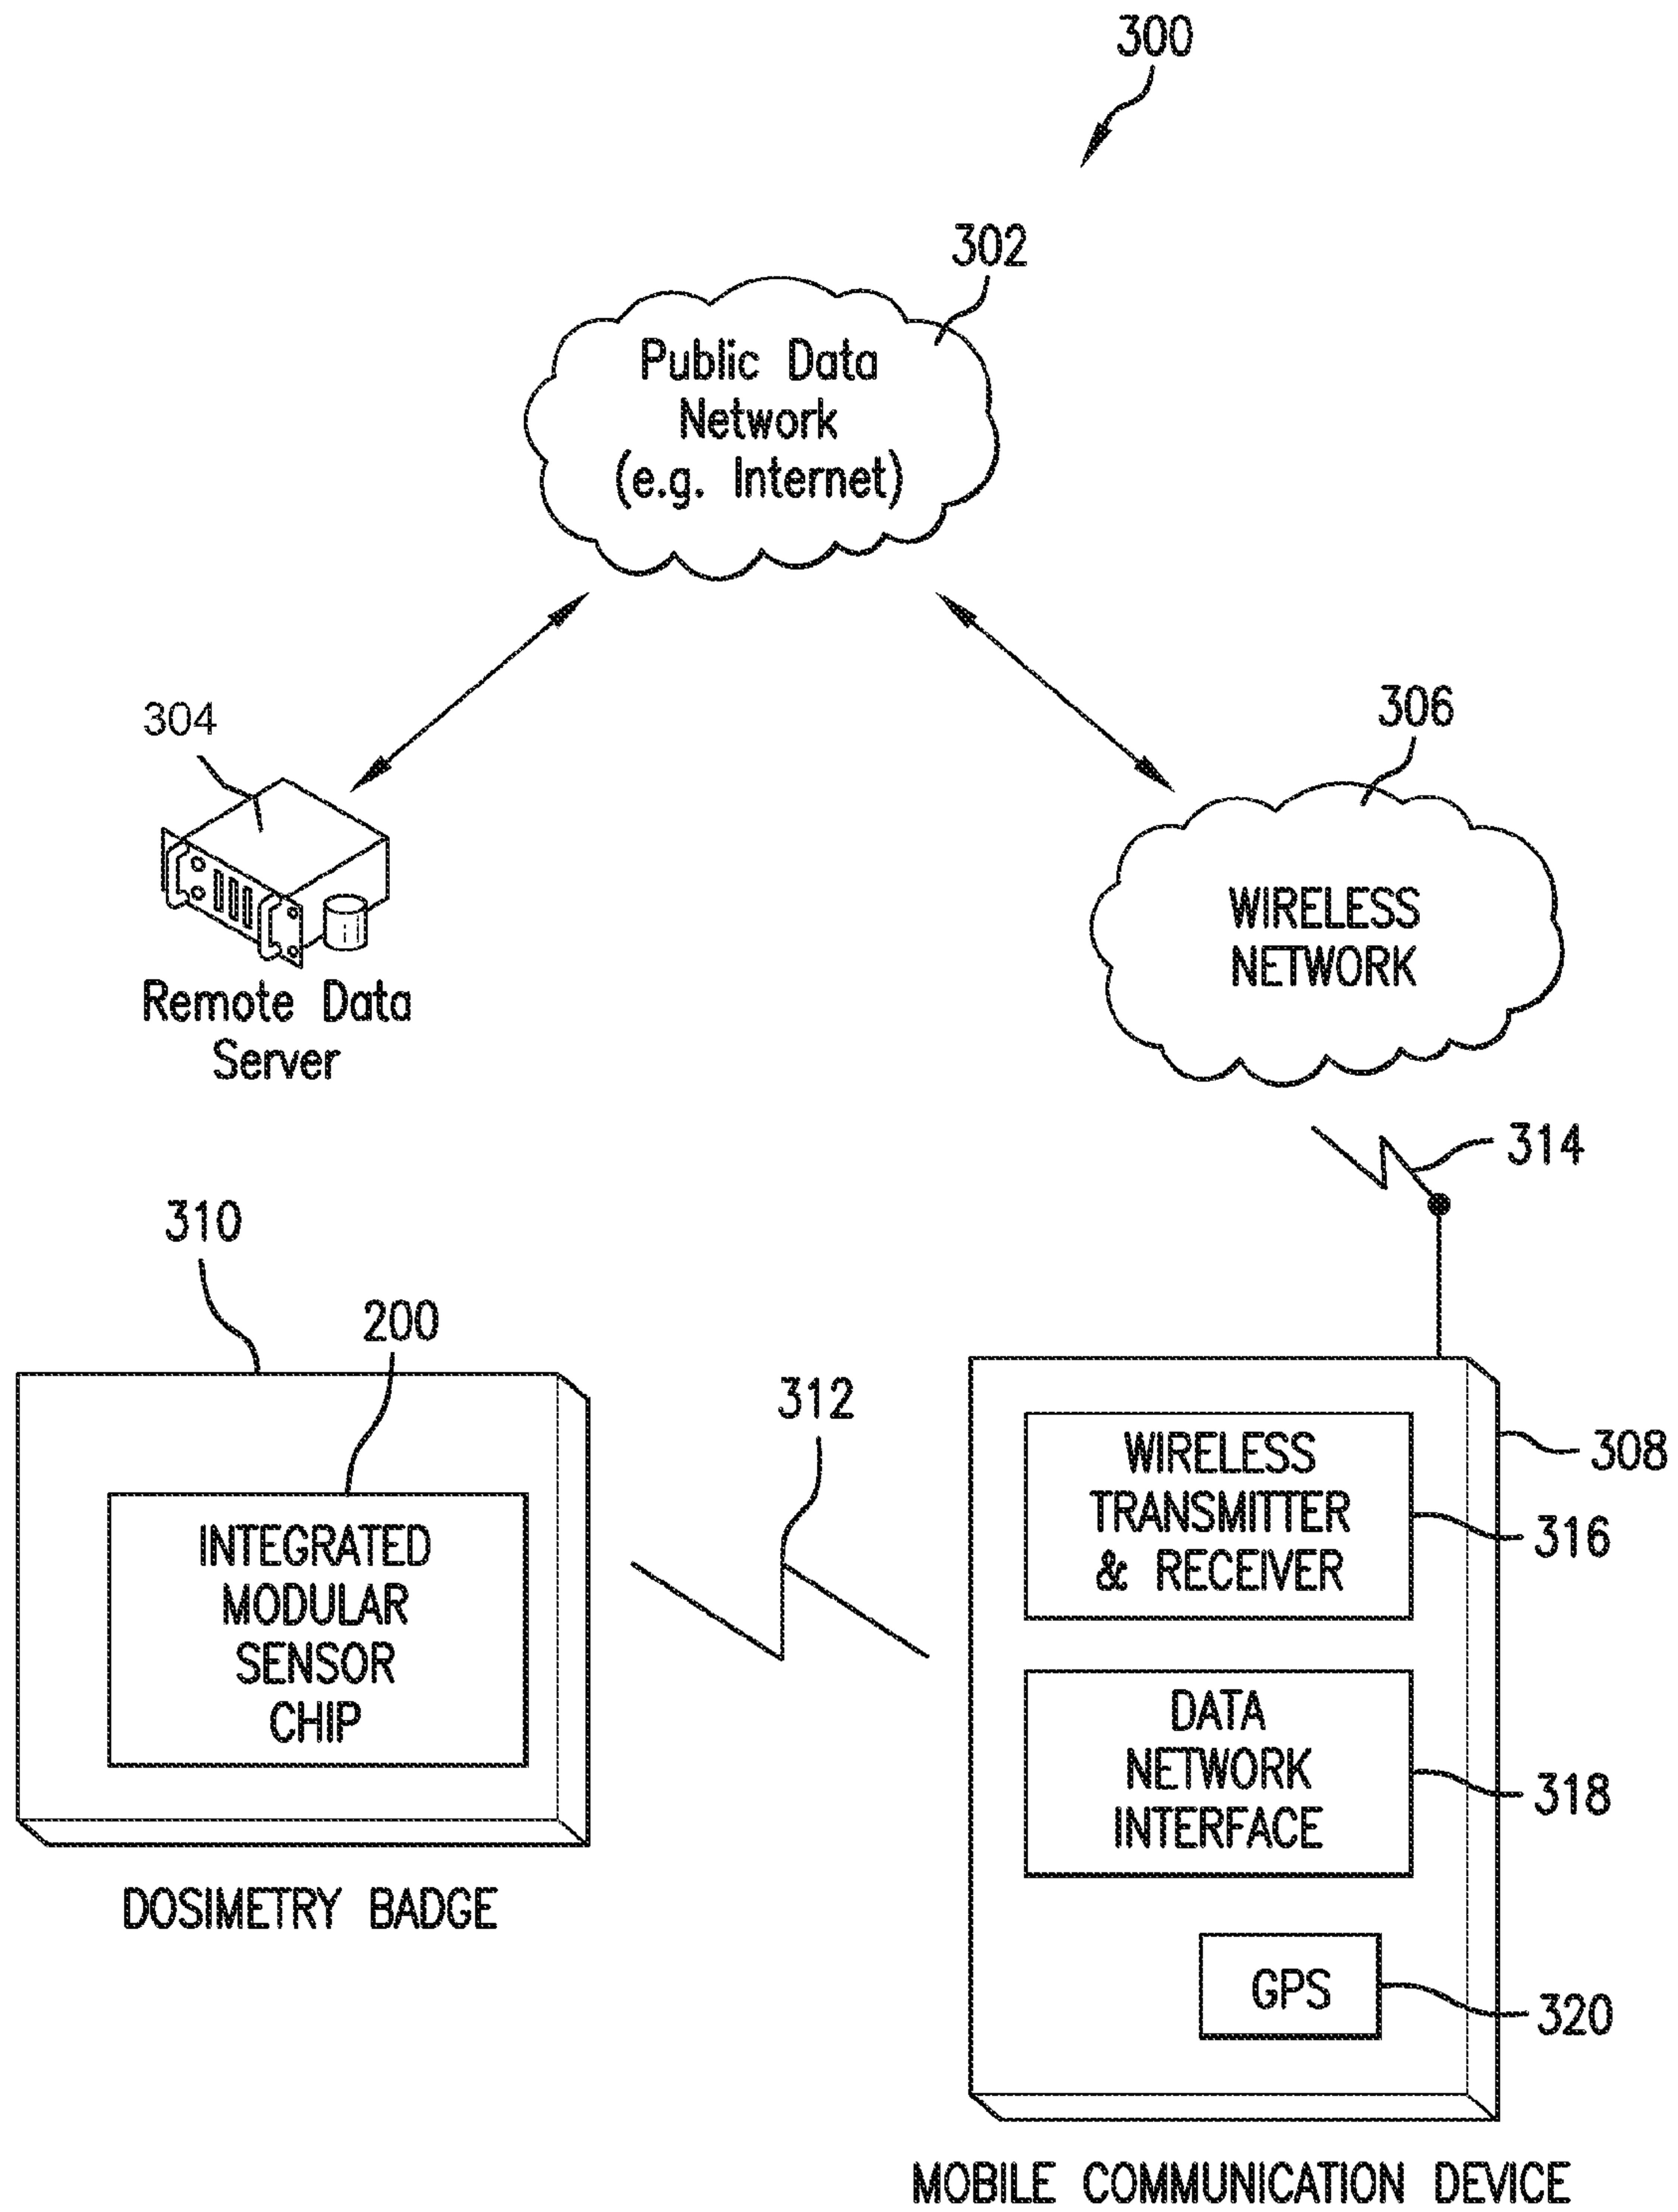 300
302
Public Data
Network
(e.g. Internet)
304
306
Remote Data
Server
WIRELESS
NETWORK
314
310
200
312
INTEGRATED
MODULAR
SENSOR
CHIP
DOSIMETRY BADGE
308
WIRELESS
TRANSMITTER
& RECEIVER
316
DATA
NETWORK
INTERFACE
318
GPS
320
MOBILE COMMUNICATION DEVICE